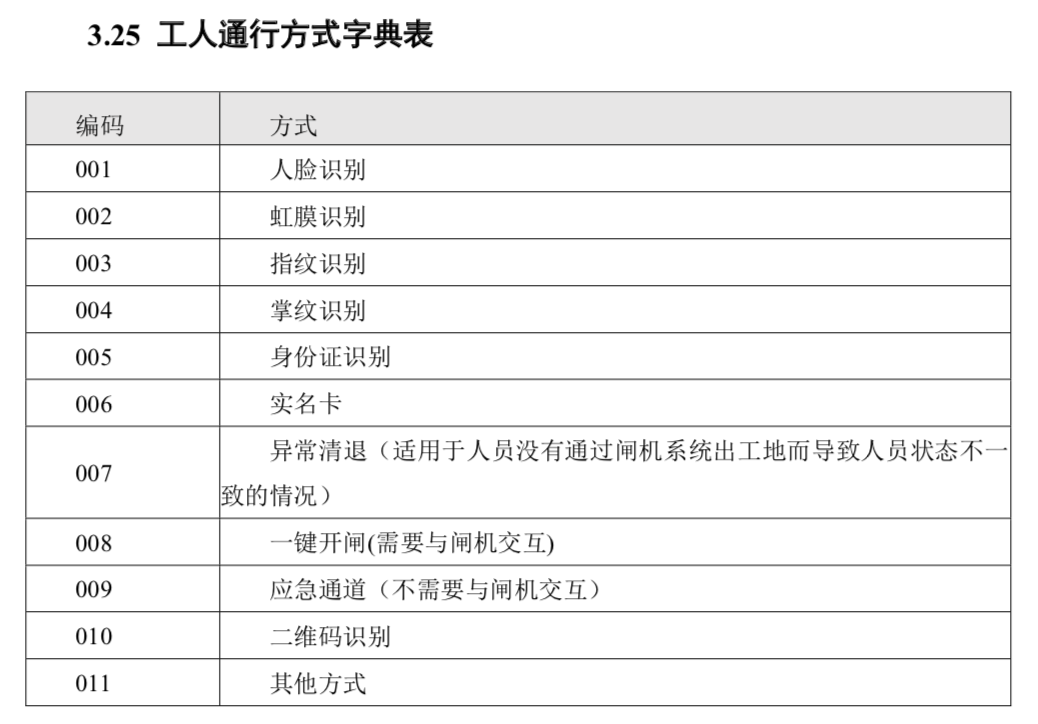 3.25 工人通行方式字典表
编码 方式
001 人脸识别
002 虹膜识别
003 指纹识别
004 掌纹识别
005 身份证识别
006 实名卡
007 异常清退（适用于人员没有通过闸机系统出工地而导致人员状态不一
致的情况）
008 一键开闸(需要与闸机交互)
009 应急通道（不需要与闸机交互）
010 二维码识别
011 其他方式